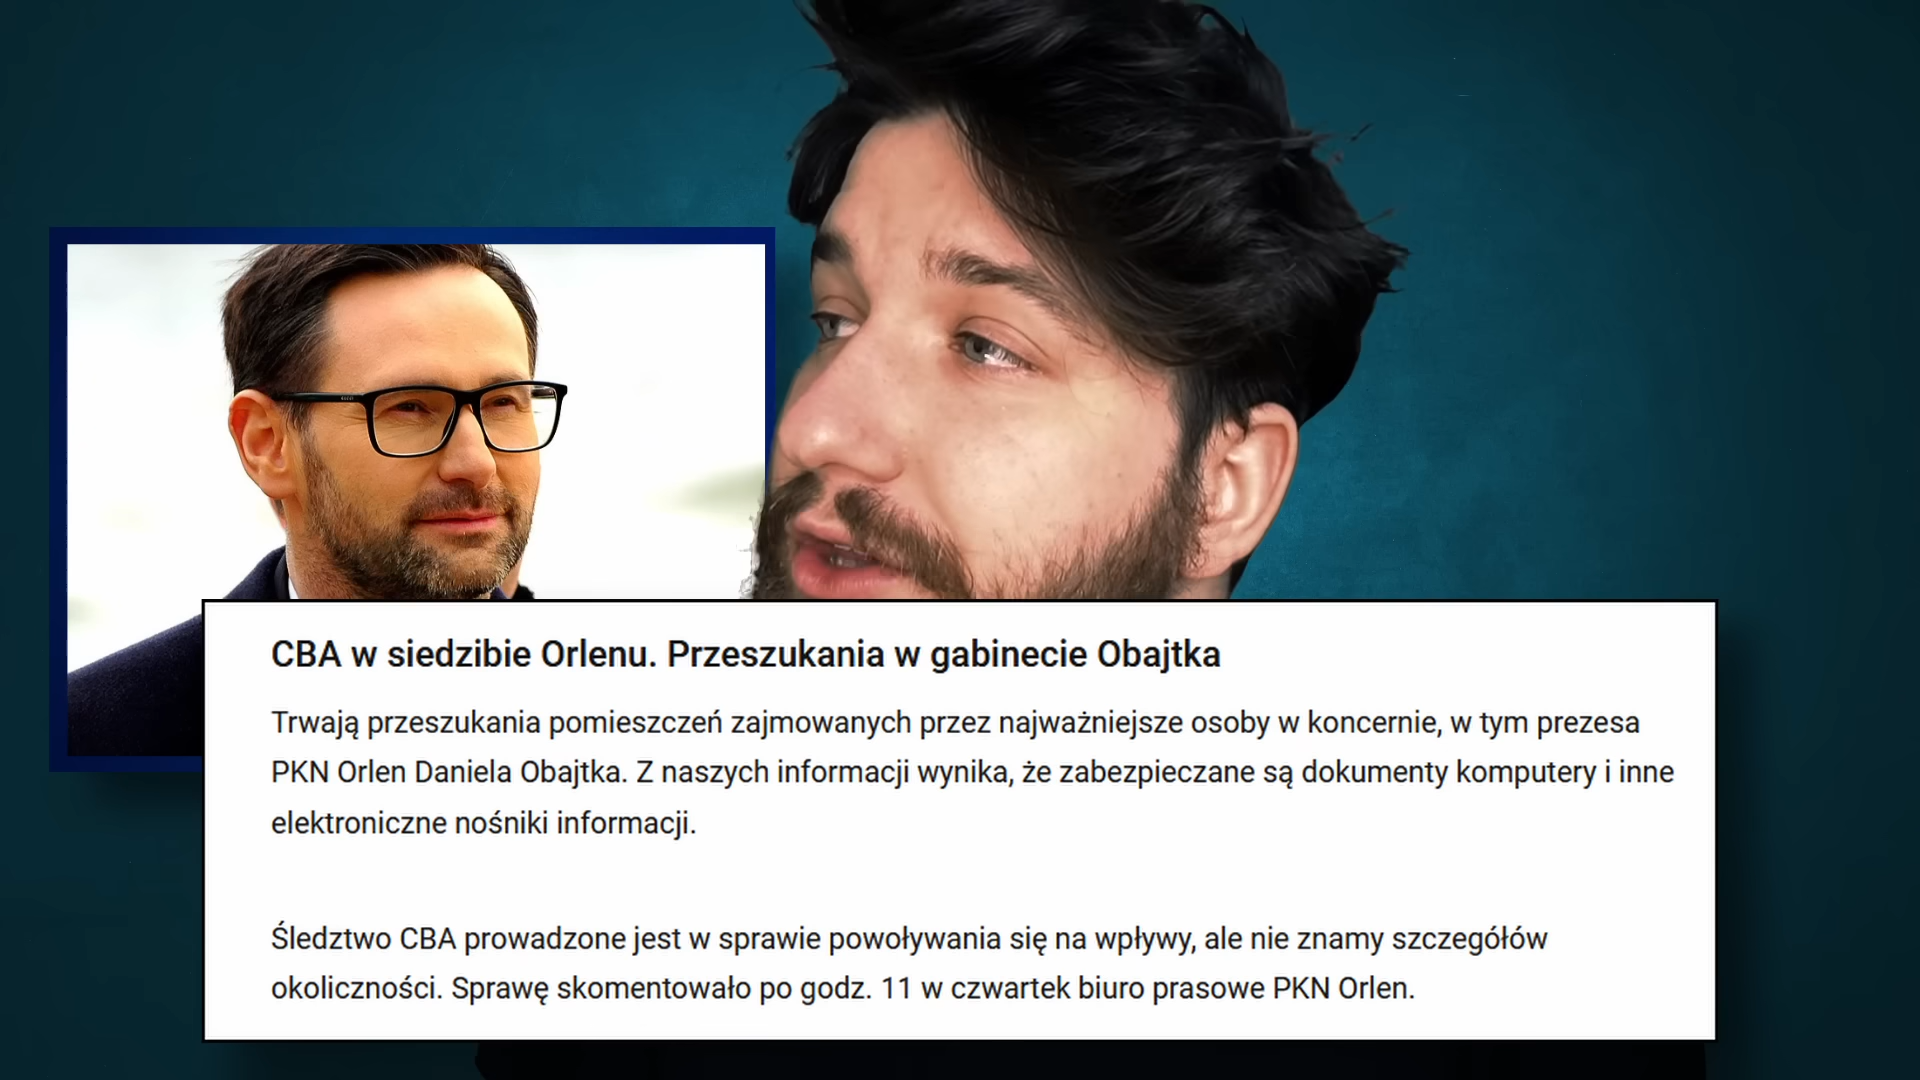 CBA w siedzibie Orlenu. Przeszukania w gabinecie Obajtka
Trwają przeszukania pomieszczeń zajmowanych przez najważniejsze osoby w koncernie, w tym prezesa
PKN Orlen Daniela Obajtka. Z naszych informacji wynika, że zabezpieczane są dokumenty komputery i inne
elektroniczne nośniki informacji.
Śledztwo CBA prowadzone jest w sprawie powoływania się na wpływy, ale nie znamy szczegółów
okoliczności. Sprawę skomentowało po godz. 11 w czwartek biuro prasowe PKN Orlen.